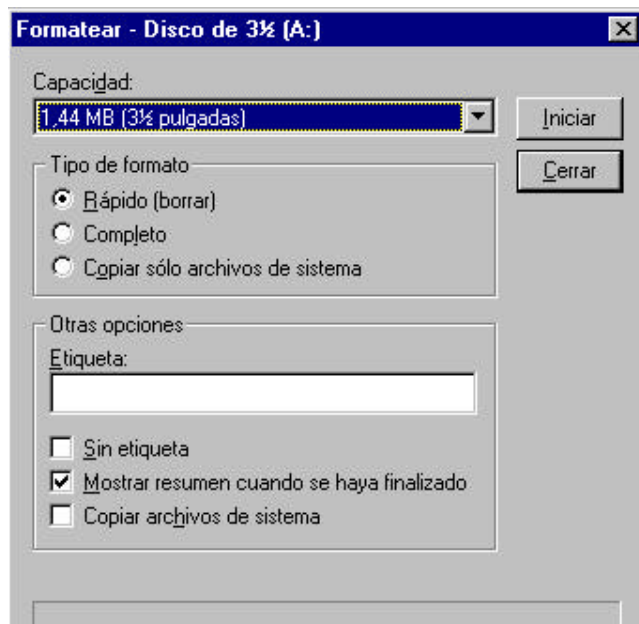 Formatear - Disco de 3½ (A:)
Capacidad:
1,44 MB (3½ pulgadas)
Iniciar
Tipo de formato
Cerrar
Rápido (borrar)
Completo
Copiar sólo archivos de sistema
Otras opciones
Etiqueta:
Sin etiqueta
Mostrar resumen cuando se haya finalizado
Copiar archivos de sistema